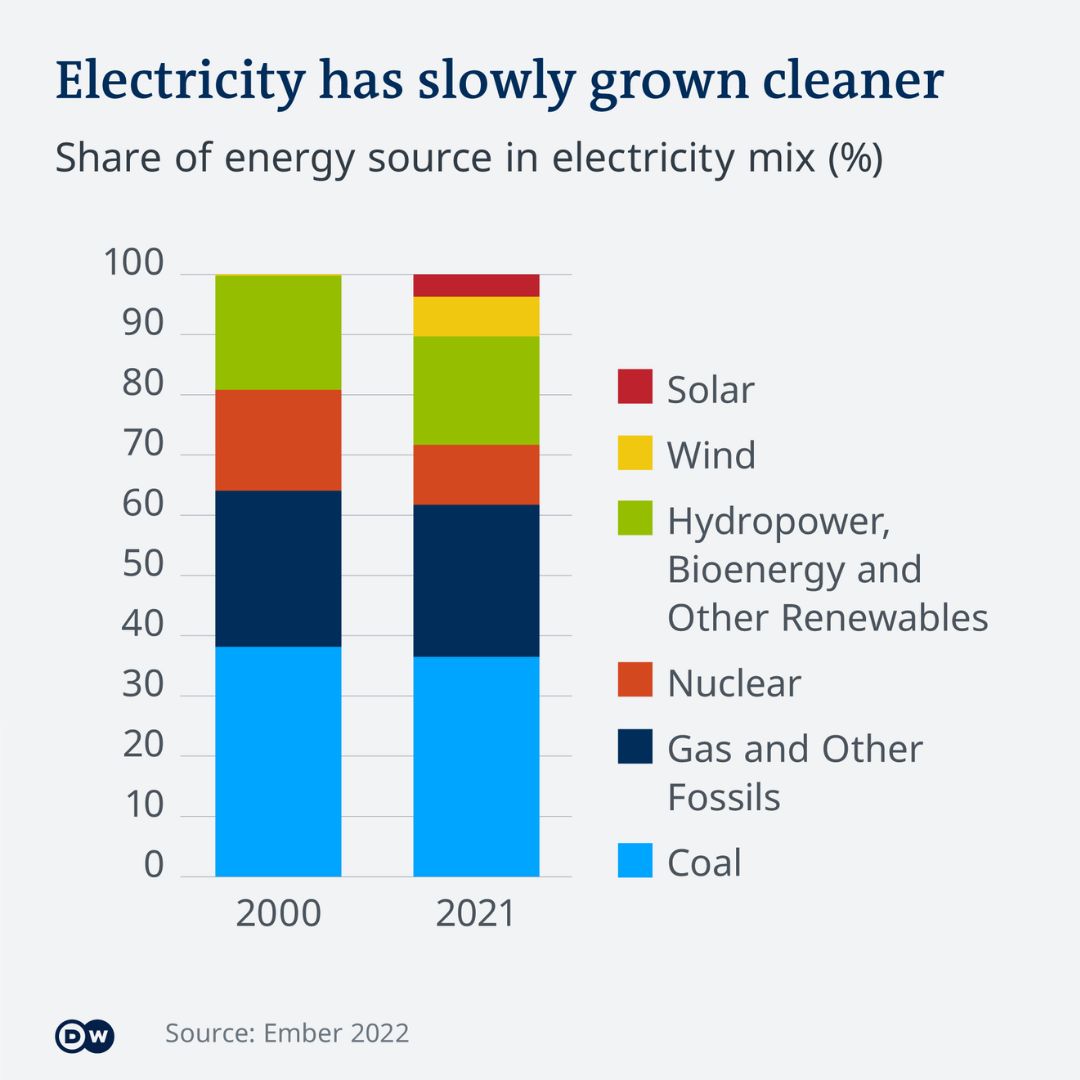 Electricity has slowly grown cleaner
Share of energy source in electricity mix (%)
100
90
80
70
60
50
40
30
20
10
0
2000
2021
Solar
Wind
Hydropower,
Bioenergy and
Other Renewables
Nuclear
Gas and Other
Fossils
Coal
DW
Source: Ember 2022